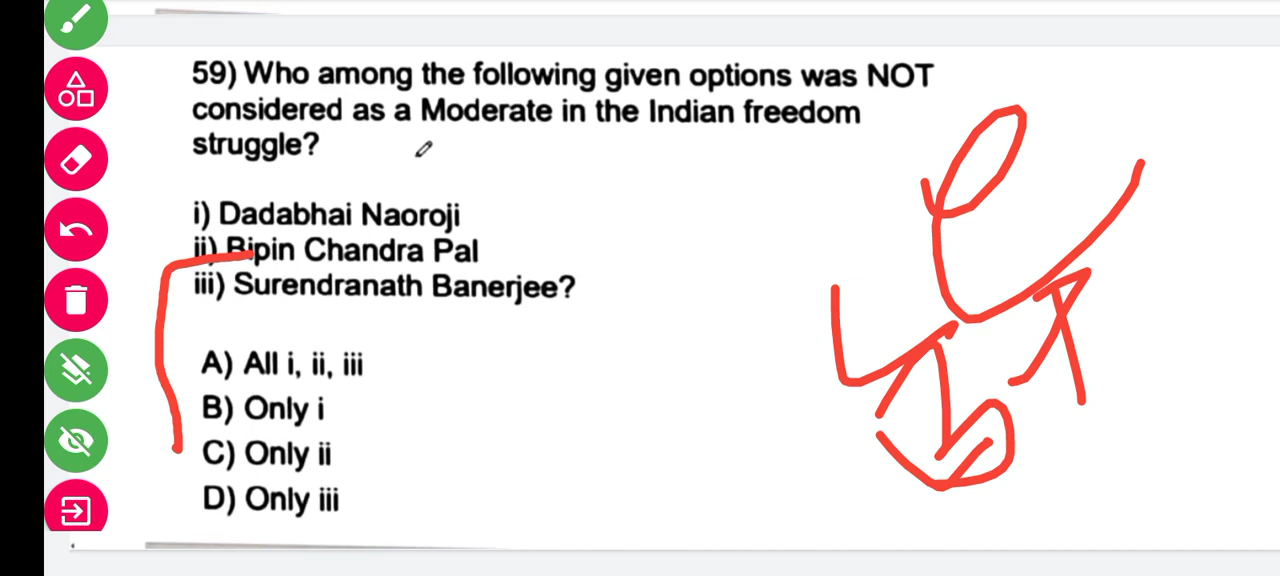 59) Who among the following given options was NOT
considered as a Moderate in the Indian freedom
struggle?
i) Dadabhai Naoroji
ii) Bipin Chandra Pal
iii) Surendranath Banerjee?
A) All i, ii, iii
B) Only i
C) Only ii
D) Only iii